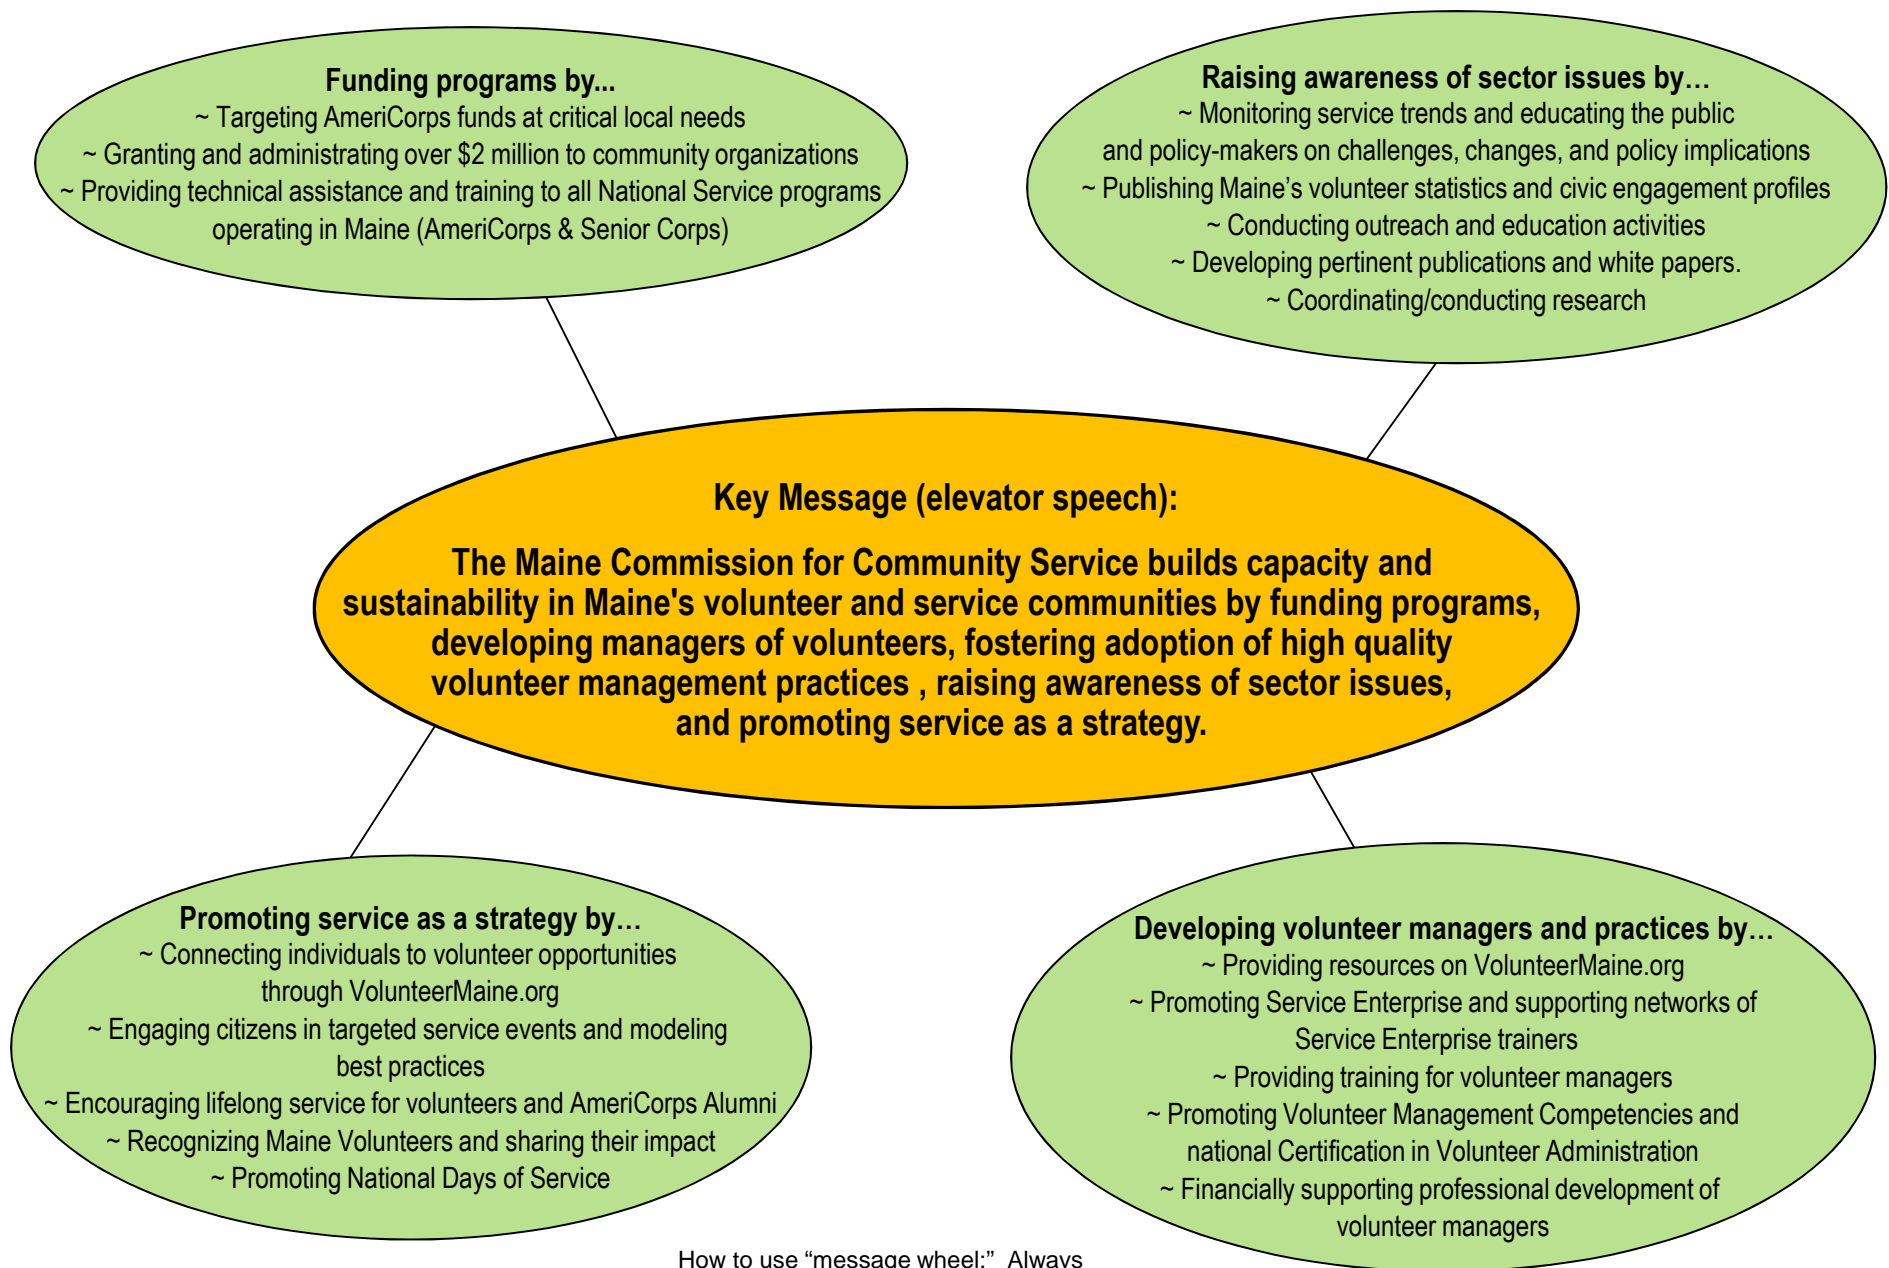 Funding programs by...
~ Targeting AmeriCorps funds at critical local needs
~ Granting and administrating over $2 million to community organizations
~ Providing technical assistance and training to all National Service programs
operating in Maine (AmeriCorps & Senior Corps)
Raising awareness of sector issues by…
~ Monitoring service trends and educating the public
and policy-makers on challenges, changes, and policy implications
~ Publishing Maine’s volunteer statistics and civic engagement profiles
~ Conducting outreach and education activities
~ Developing pertinent publications and white papers.
~ Coordinating/conducting research
Key Message (elevator speech):
The Maine Commission for Community Service builds capacity and
sustainability in Maine's volunteer and service communities by funding programs,
developing managers of volunteers, fostering adoption of high quality
volunteer management practices , raising awareness of sector issues,
and promoting service as a strategy.
Promoting service as a strategy by…
~ Connecting individuals to volunteer opportunities
through VolunteerMaine.org
~ Engaging citizens in targeted service events and modeling
best practices
~ Encouraging lifelong service for volunteers and AmeriCorps Alumni
~ Recognizing Maine Volunteers and sharing their impact
~ Promoting National Days of Service
Developing volunteer managers and practices by…
~ Providing resources on VolunteerMaine.org
~ Promoting Service Enterprise and supporting networks of
Service Enterprise trainers
~ Providing training for volunteer managers
~ Promoting Volunteer Management Competencies and
national Certification in Volunteer Administration
~ Financially supporting professional development of
volunteer managers
How to use “message wheel:” Always